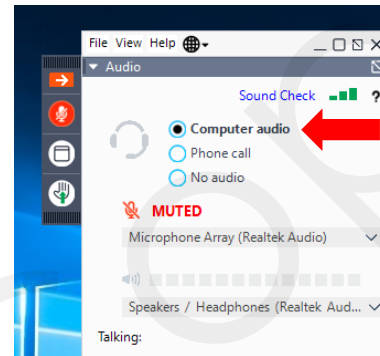 File View Help
Audio
Sound Check ?
Computer audio
Phone call
No audio
MUTED
Microphone Array (Realtek Audio)
Speakers / Headphones (Realtek Aud...
Talking: